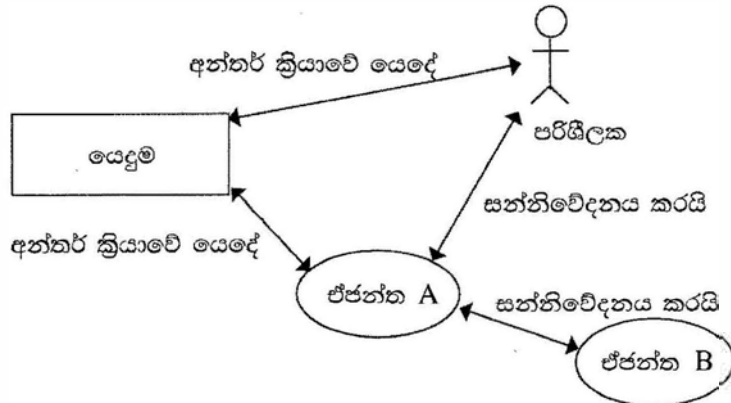 අන්තර් ක්‍රියාවේ යෙදේ
යෙදුම
පරිශීලක
සන්නිවේදනය කරයි
අන්තර් ක්‍රියාවේ යෙදේ
ඒජන්ත A
සන්නිවේදනය කරයි
ඒජන්ත B